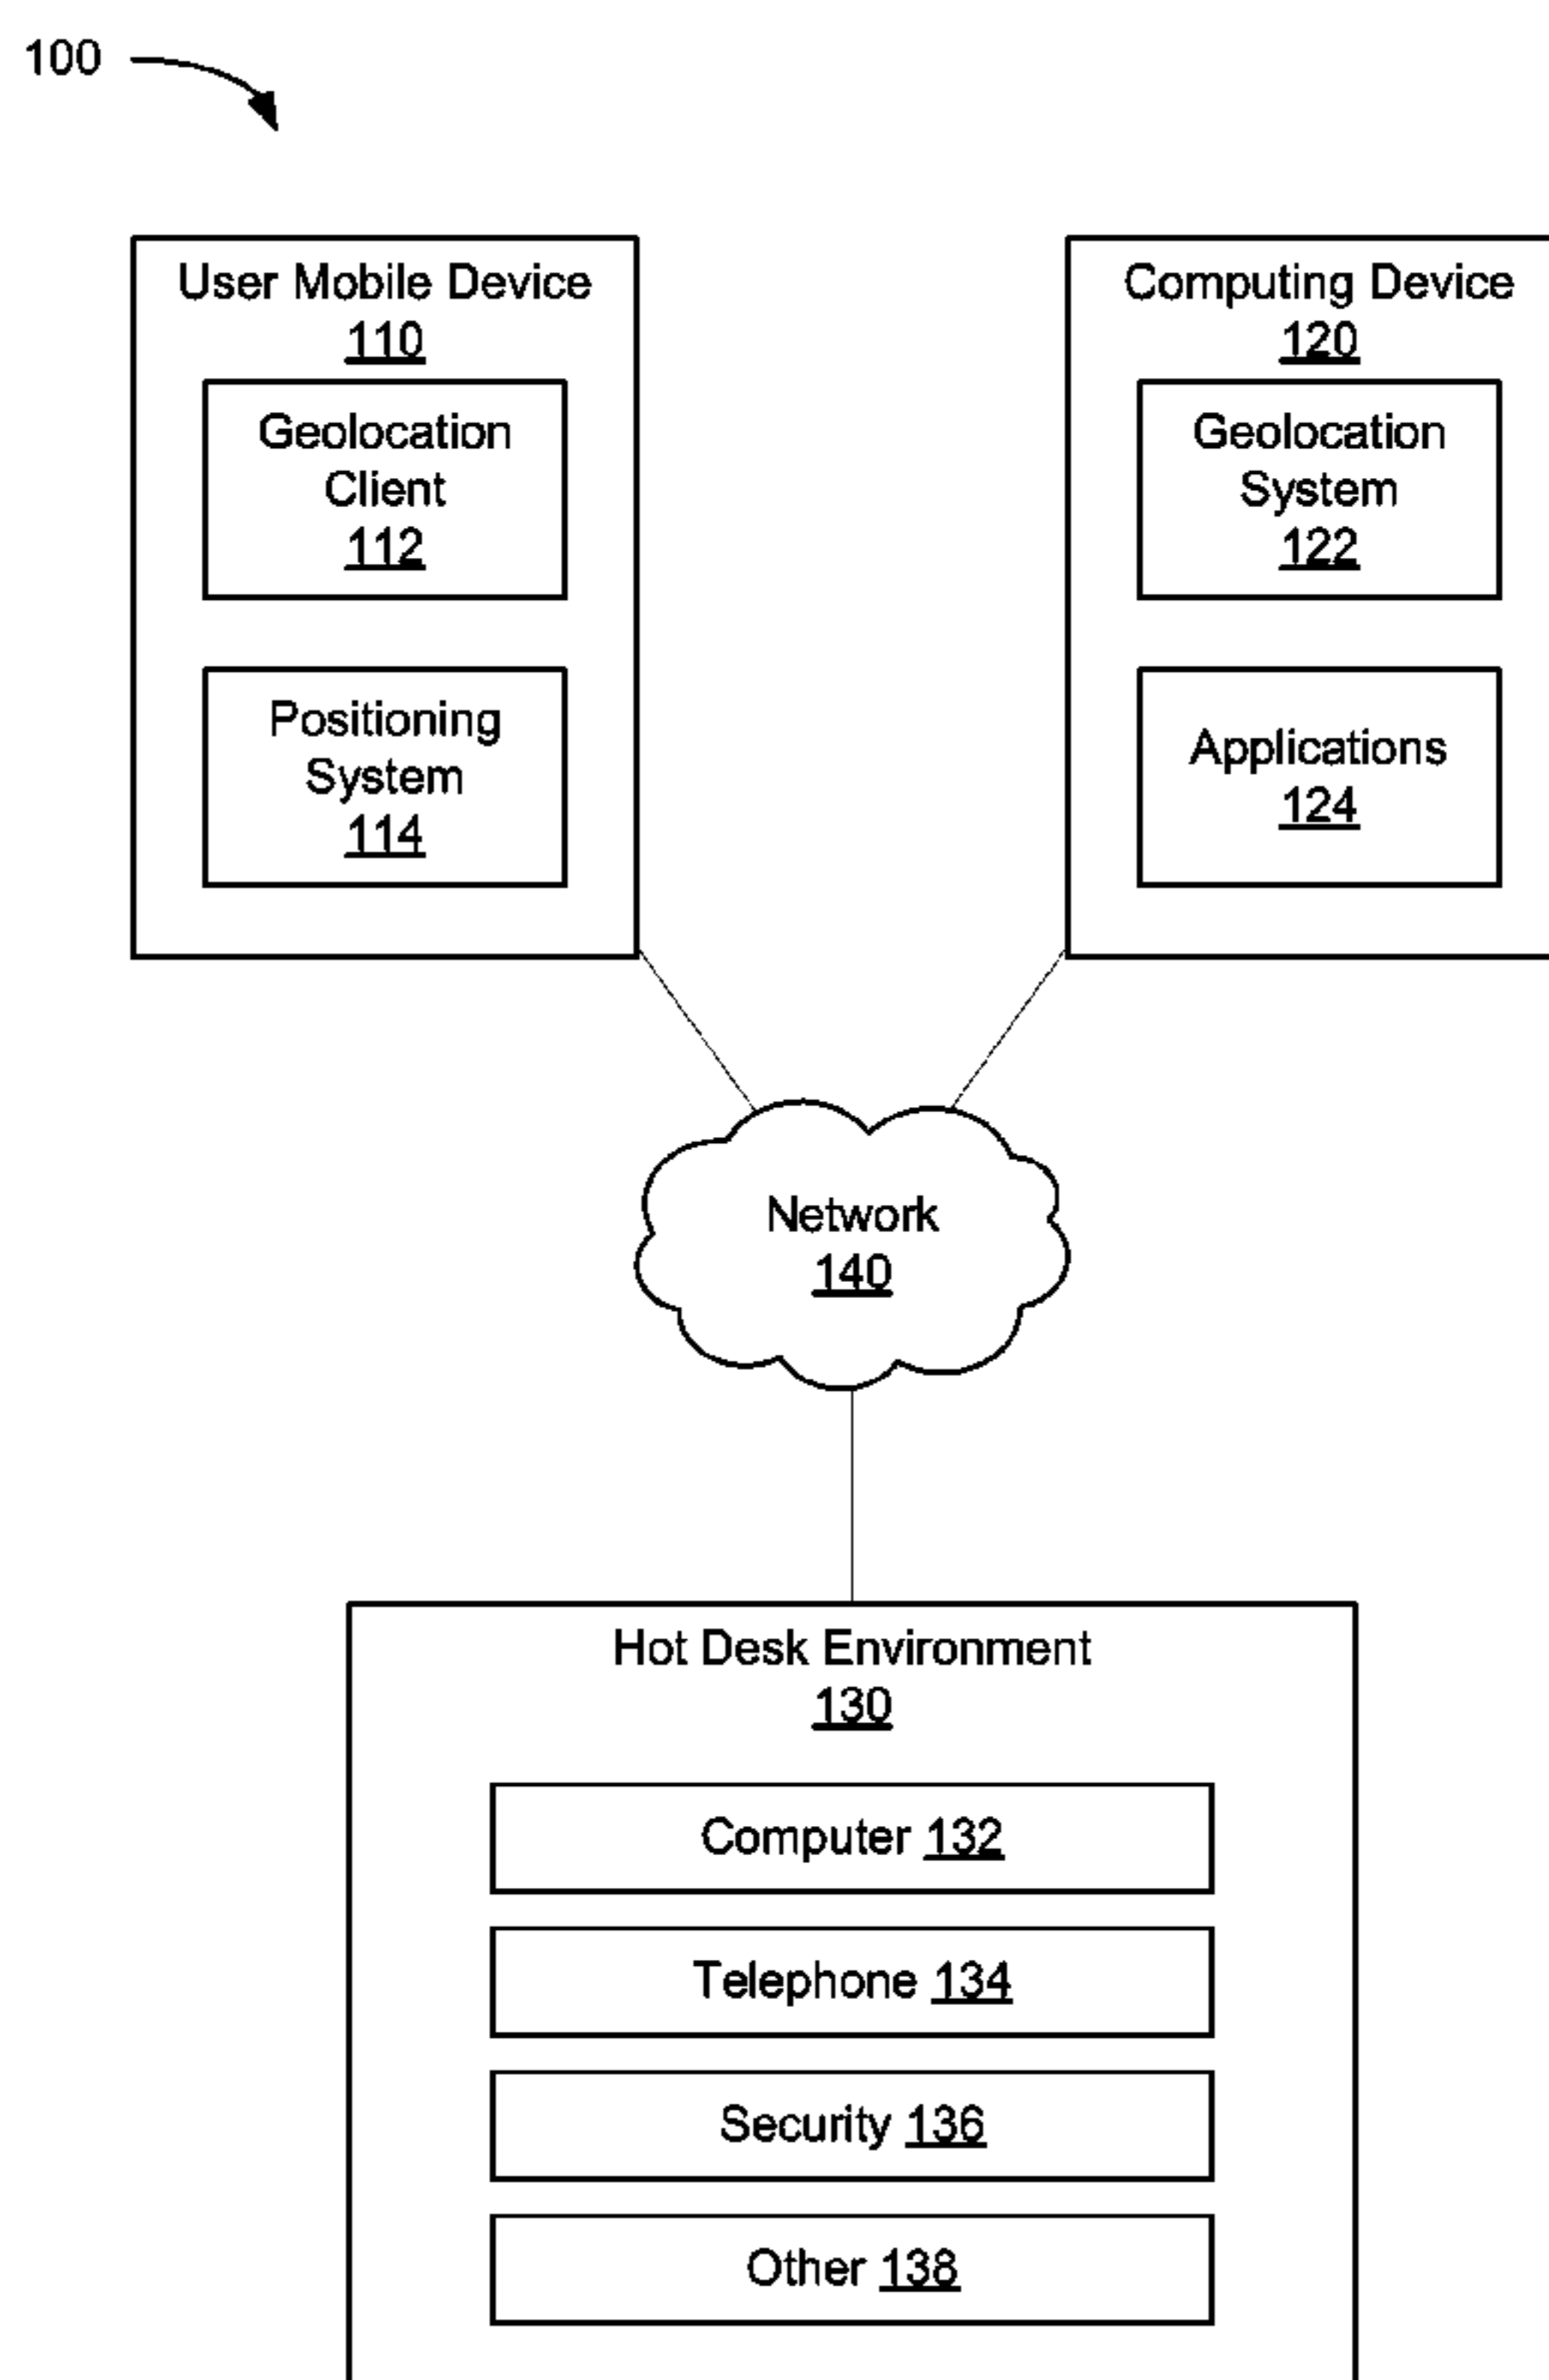 100
User Mobile Device
110
Geolocation
Client
112
Positioning
System
114
Computing Device
120
Geolocation
System
122
Applications
124
Network
140
Hot Desk Environment
130
Computer 132
Telephone 134
Security 136
Other 138